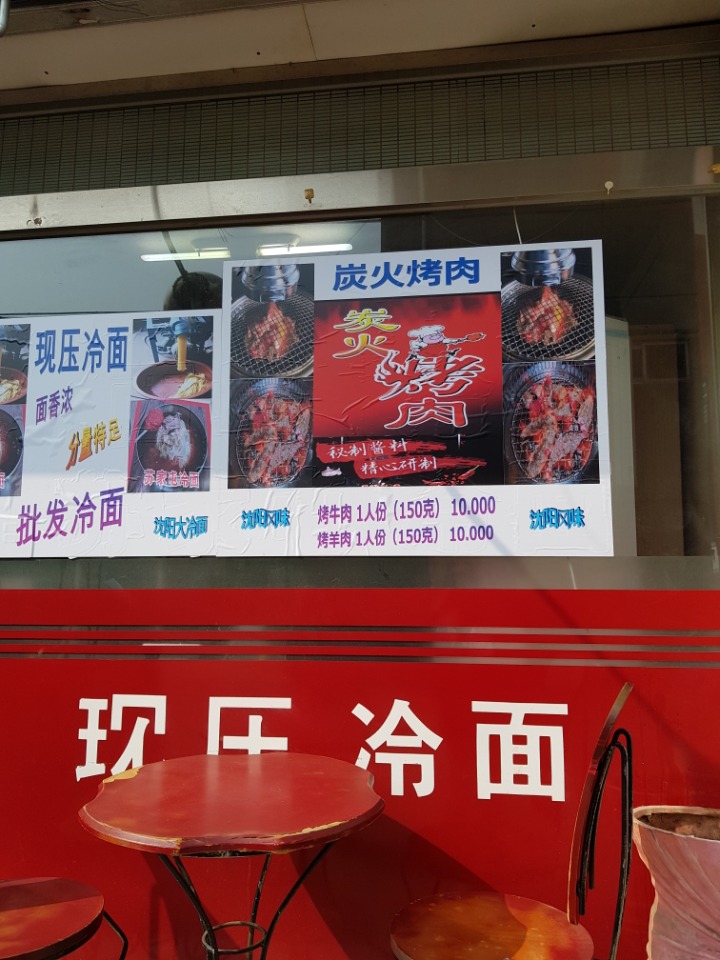 现压冷面
面香浓
分量特足
苏家屯冷面
批发冷面
沈阳大冷面
炭火烤肉
炭火
烤肉
秘制酱料
精心研制
沈阳风味
烤牛肉 1人份（150克） 10.000
烤羊肉 1人份（150克） 10.000
沈阳风味
现压冷面